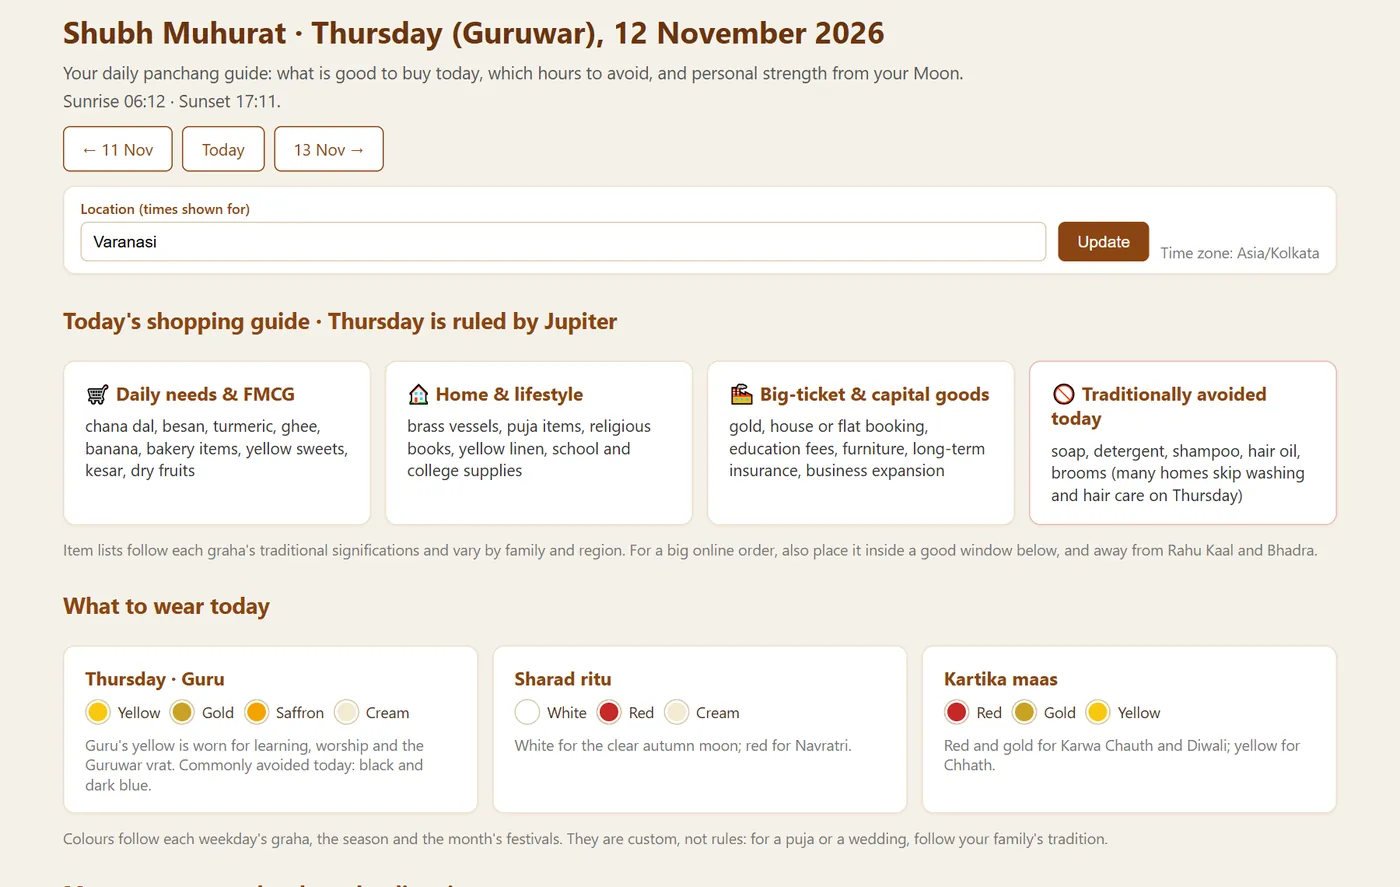 Shubh Muhurat · Thursday (Guruwar), 12 November 2026
Your daily panchang guide: what is good to buy today, which hours to avoid, and personal strength from your Moon.
Sunrise 06:12 · Sunset 17:11.
← 11 Nov
Today
13 Nov →
Location (times shown for)
Varanasi
Update
Time zone: Asia/Kolkata
Today's shopping guide · Thursday is ruled by Jupiter
Daily needs & FMCG
chana dal, besan, turmeric, ghee,
banana, bakery items, yellow sweets,
kesar, dry fruits
Home & lifestyle
brass vessels, puja items, religious
books, yellow linen, school and
college supplies
Big-ticket & capital goods
gold, house or flat booking,
education fees, furniture, long-term
insurance, business expansion
Traditionally avoided
today
soap, detergent, shampoo, hair oil,
brooms (many homes skip washing
and hair care on Thursday)
Item lists follow each graha's traditional significations and vary by family and region. For a big online order, also place it inside a good window below, and away from Rahu Kaal and Bhadra.
What to wear today
Thursday · Guru
Yellow Gold Saffron Cream
Guru's yellow is worn for learning, worship and the
Guruwar vrat. Commonly avoided today: black and
dark blue.
Sharad ritu
White Red Cream
White for the clear autumn moon; red for Navratri.
Kartika maas
Red Gold Yellow
Red and gold for Karwa Chauth and Diwali; yellow for
Chhath.
Colours follow each weekday's graha, the season and the month's festivals. They are custom, not rules: for a puja or a wedding, follow your family's tradition.